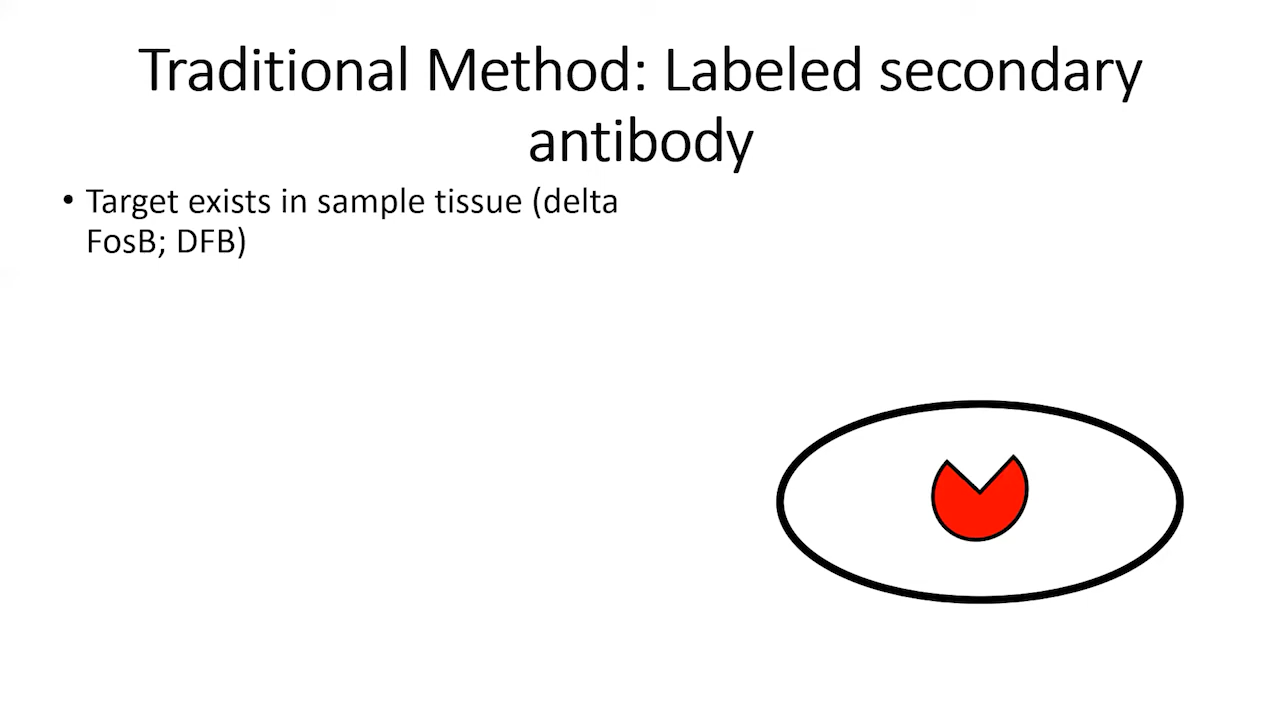 Traditional Method: Labeled secondary
antibody
• Target exists in sample tissue (delta
FosB; DFB)